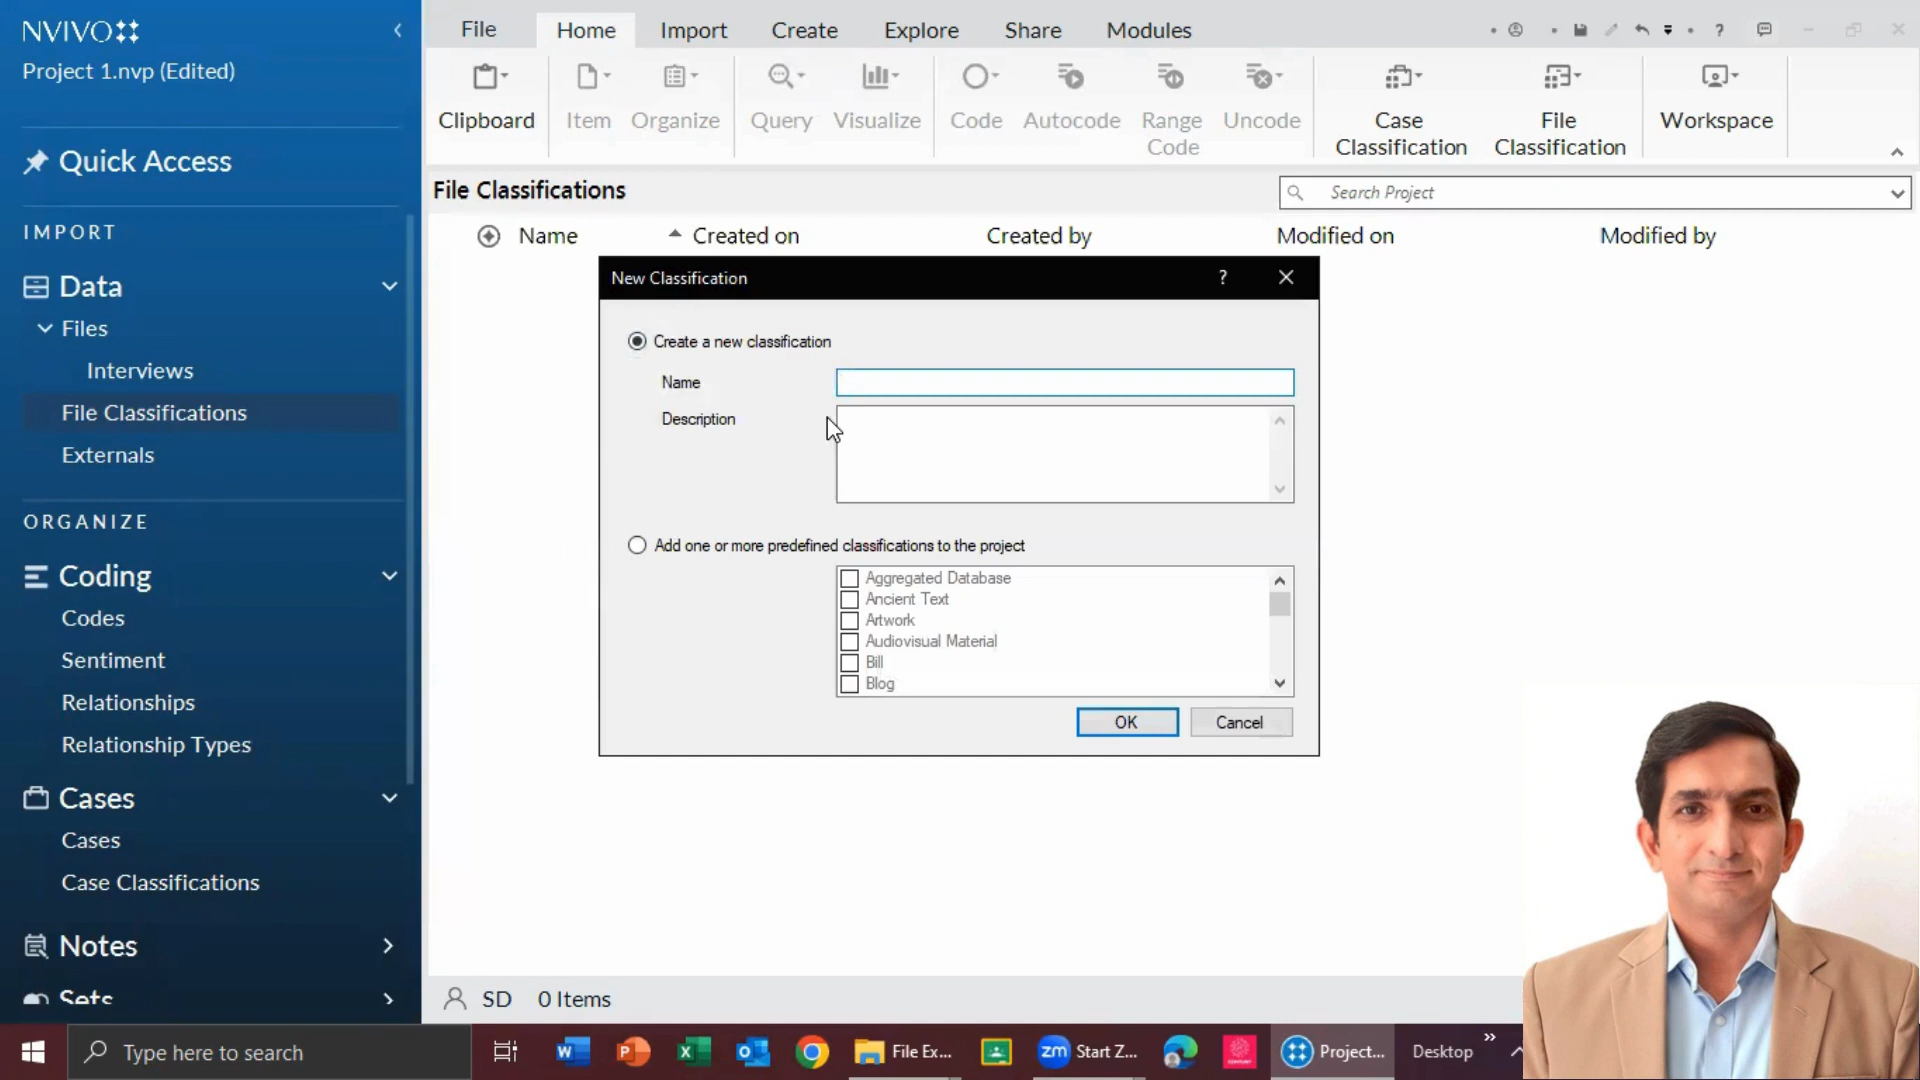 NVIVO
Project 1.nvp (Edited)
Quick Access
IMPORT
Data
Files
Interviews
File Classifications
Externals
ORGANIZE
Coding
Codes
Sentiment
Relationships
Relationship Types
Cases
Cases
Case Classifications
Notes
Sets
File Home Import Create Explore Share Modules
Clipboard Item Organize Query Visualize Code Autocode Range Code Uncode Case Classification File Classification Workspace
File Classifications
Search Project
Name Created on Created by Modified on Modified by
New Classification ?
Create a new classification
Name
Description
Add one or more predefined classifications to the project
Aggregated Database
Ancient Text
Artwork
Audiovisual Material
Bill
Blog
OK Cancel
SD 0 Items
Type here to search File Ex... zm Start Z... Project... Desktop